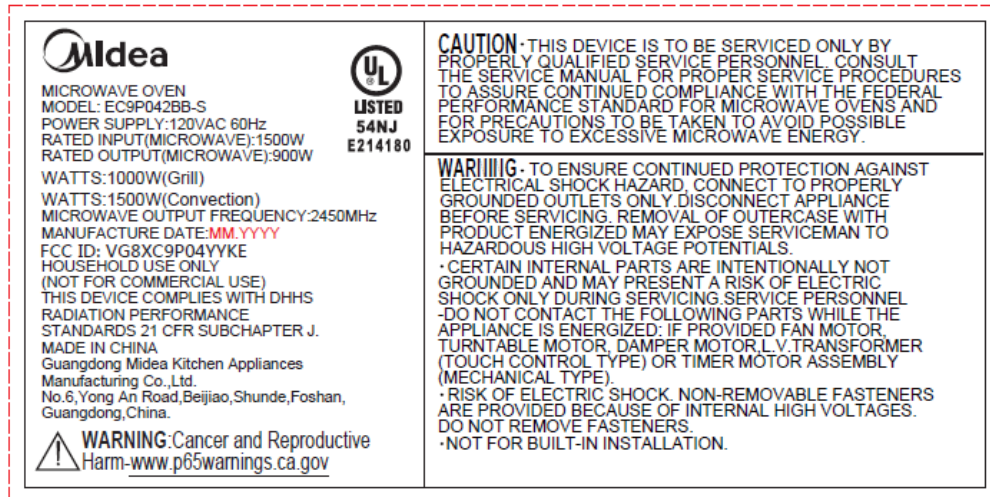 Midea
MICROWAVE OVEN
MODEL: EC9P042BB-S
POWER SUPPLY:120VAC 60Hz
RATED INPUT(MICROWAVE):1500W
RATED OUTPUT(MICROWAVE):900W
WATTS:1000W(Grill)
WATTS:1500W(Convection)
MICROWAVE OUTPUT FREQUENCY:2450MHz
MANUFACTURE DATE:MM.YYYY
FCC ID: VG8XC9P04YYKE
HOUSEHOLD USE ONLY
(NOT FOR COMMERCIAL USE)
THIS DEVICE COMPLIES WITH DHHS
RADIATION PERFORMANCE
STANDARDS 21 CFR SUBCHAPTER J.
MADE IN CHINA
Guangdong Midea Kitchen Appliances
Manufacturing Co.,Ltd.
No.6,Yong An Road,Beijiao,Shunde,Foshan,
Guangdong,China.
WARNING:Cancer and Reproductive
Harm-www.p65warnings.ca.gov
UL
LISTED
54NJ
E214180
CAUTION·THIS DEVICE IS TO BE SERVICED ONLY BY
PROPERLY QUALIFIED SERVICE PERSONNEL. CONSULT
THE SERVICE MANUAL FOR PROPER SERVICE PROCEDURES
TO ASSURE CONTINUED COMPLIANCE WITH THE FEDERAL
PERFORMANCE STANDARD FOR MICROWAVE OVENS AND
FOR PRECAUTIONS TO BE TAKEN TO AVOID POSSIBLE
EXPOSURE TO EXCESSIVE MICROWAVE ENERGY.
WARIIIIIG·TO ENSURE CONTINUED PROTECTION AGAINST
ELECTRICAL SHOCK HAZARD, CONNECT TO PROPERLY
GROUNDED OUTLETS ONLY.DISCONNECT APPLIANCE
BEFORE SERVICING. REMOVAL OF OUTERCASE WITH
PRODUCT ENERGIZED MAY EXPOSE SERVICEMAN TO
HAZARDOUS HIGH VOLTAGE POTENTIALS.
·CERTAIN INTERNAL PARTS ARE INTENTIONALLY NOT
GROUNDED AND MAY PRESENT A RISK OF ELECTRIC
SHOCK ONLY DURING SERVICING.SERVICE PERSONNEL
-DO NOT CONTACT THE FOLLOWING PARTS WHILE THE
APPLIANCE IS ENERGIZED: IF PROVIDED FAN MOTOR,
TURNTABLE MOTOR, DAMPER MOTOR,L.V.TRANSFORMER
(TOUCH CONTROL TYPE) OR TIMER MOTOR ASSEMBLY
(MECHANICAL TYPE).
·RISK OF ELECTRIC SHOCK. NON-REMOVABLE FASTENERS
ARE PROVIDED BECAUSE OF INTERNAL HIGH VOLTAGES.
DO NOT REMOVE FASTENERS.
·NOT FOR BUILT-IN INSTALLATION.